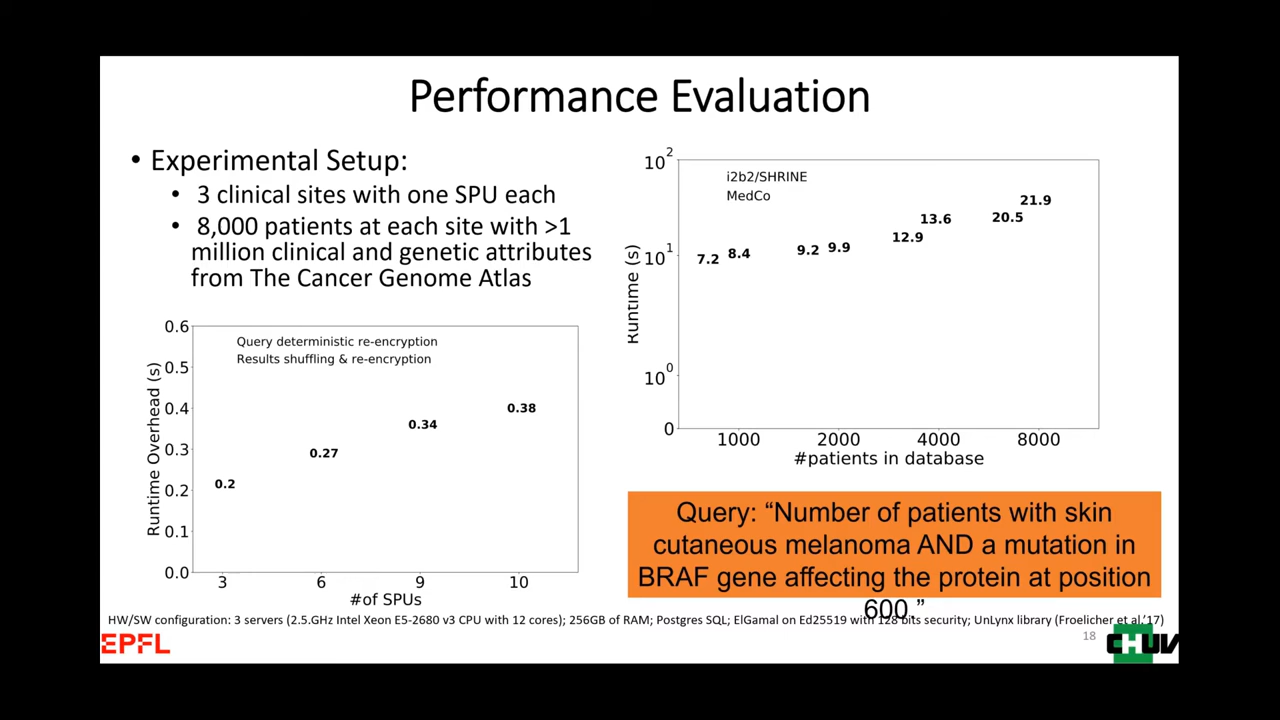 Performance Evaluation
• Experimental Setup:
• 3 clinical sites with one SPU each
• 8,000 patients at each site with >1
million clinical and genetic attributes
from The Cancer Genome Atlas
0.6
0.5
0.4
0.3
0.2
0.1
0.0
Runtime Overhead (s)
Query deterministic re-encryption
Results shuffling & re-encryption
0.2
0.27
0.34
0.38
3 6 9 10
#of SPUs
10²
10¹
10⁰
0
Runtime (s)
i2b2/SHRINE
MedCo
7.2 8.4 9.2 9.9 12.9 13.6 20.5 21.9
1000 2000 4000 8000
#patients in database
Query: “Number of patients with skin
cutaneous melanoma AND a mutation in
BRAF gene affecting the protein at position
600.”
HW/SW configuration: 3 servers (2.5.GHz Intel Xeon E5-2680 v3 CPU with 12 cores); 256GB of RAM; Postgres SQL; ElGamal on Ed25519 with 128 bits security; UnLynx library (Froelicher et al.’17)
18
EPFL
CHUV